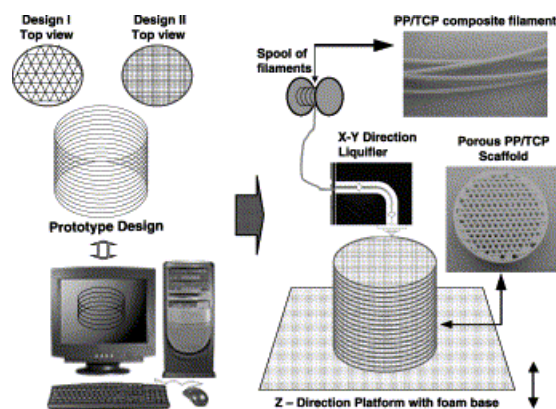 Design I
Top view
Design II
Top view
Prototype Design
Spool of
filaments
PP/TCP composite filament
X-Y Direction
Liquifier
Porous PP/TCP
Scaffold
Z – Direction Platform with foam base